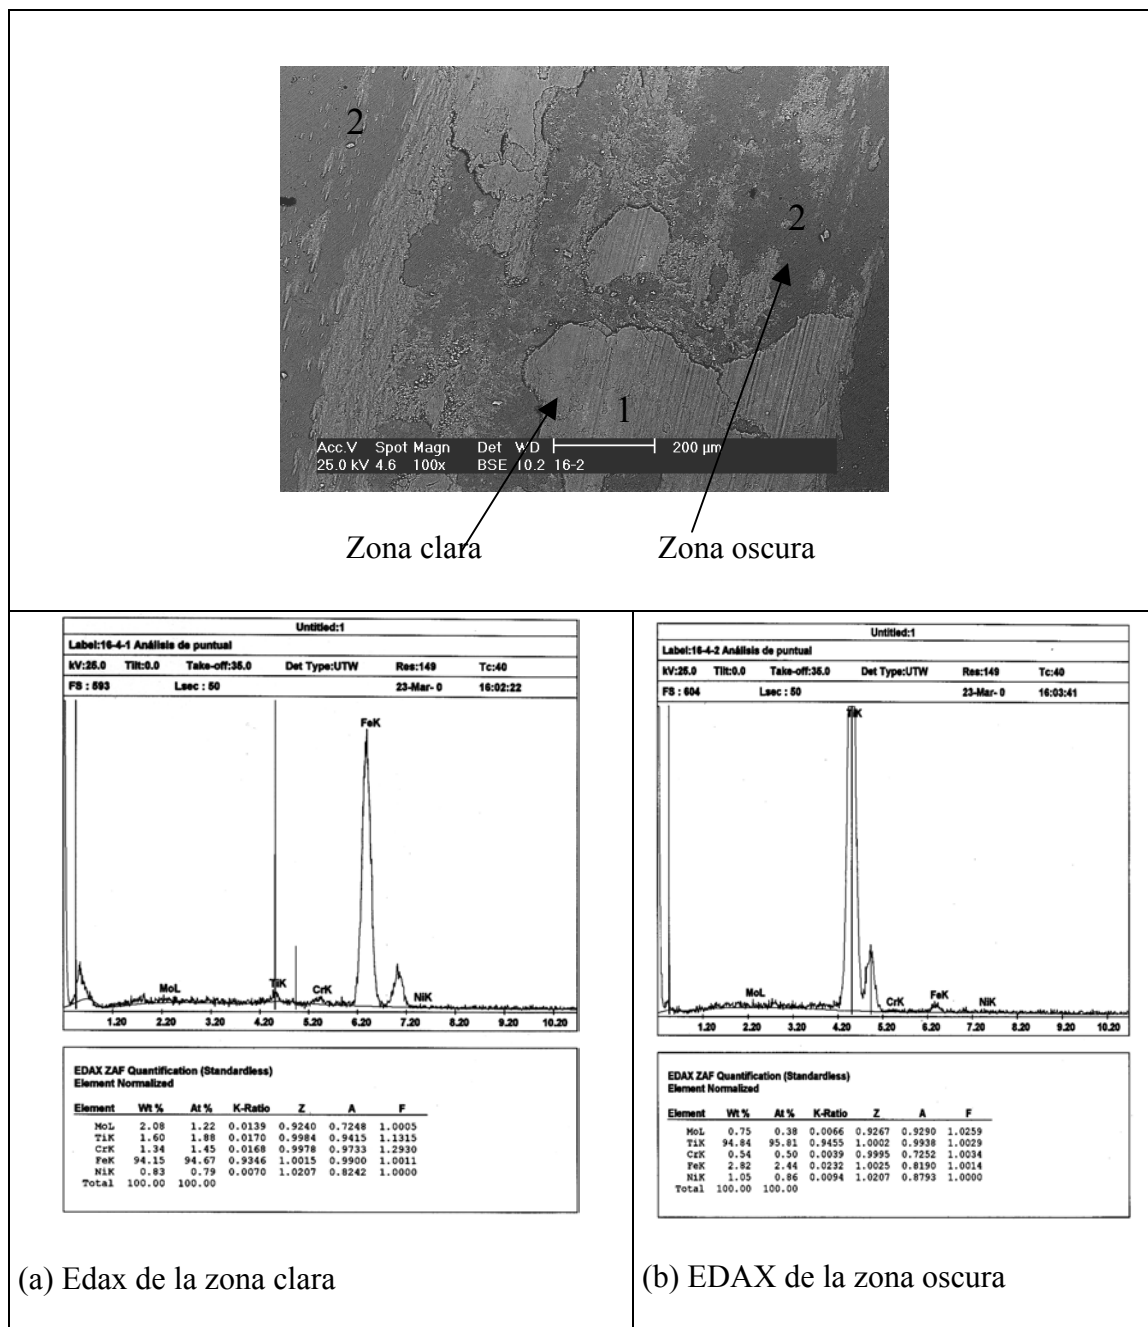 2
2
1
Acc.V Spot Magn Det WD 200 µm
25.0 kV 4.6 100x BSE 10.2 16-2
Zona clara Zona oscura
Untitled:1
Label:16-4-1 Análisis de puntual
kV:25.0 Tilt:0.0 Take-off:35.0 Det Type:UTW Res:149 Tc:40
FS : 593 Lsec : 50 23-Mar- 0 16:02:22
FeK
MoL TiK CrK NiK
1.20 2.20 3.20 4.20 5.20 6.20 7.20 8.20 9.20 10.20
EDAX ZAF Quantification (Standardless)
Element Normalized
Element Wt % At % K-Ratio Z A F
MoL 2.08 1.22 0.0139 0.9240 0.7248 1.0005
TiK 1.60 1.88 0.0170 0.9984 0.9415 1.1315
CrK 1.34 1.45 0.0168 0.9978 0.9733 1.2930
FeK 94.15 94.67 0.9346 1.0015 0.9900 1.0011
NiK 0.83 0.79 0.0070 1.0207 0.8242 1.0000
Total 100.00 100.00
(a) Edax de la zona clara
Untitled:1
Label:16-4-2 Análisis de puntual
kV:25.0 Tilt:0.0 Take-off:35.0 Det Type:UTW Res:149 Tc:40
FS : 604 Lsec : 50 23-Mar- 0 16:03:41
TiK
MoL CrK FeK NiK
1.20 2.20 3.20 4.20 5.20 6.20 7.20 8.20 9.20 10.20
EDAX ZAF Quantification (Standardless)
Element Normalized
Element Wt % At % K-Ratio Z A F
MoL 0.75 0.38 0.0066 0.9267 0.9290 1.0259
TiK 94.84 95.81 0.9455 1.0002 0.9938 1.0029
CrK 0.54 0.50 0.0039 0.9995 0.7252 1.0034
FeK 2.82 2.44 0.0232 1.0025 0.8190 1.0014
NiK 1.05 0.86 0.0094 1.0207 0.8793 1.0000
Total 100.00 100.00
(b) EDAX de la zona oscura